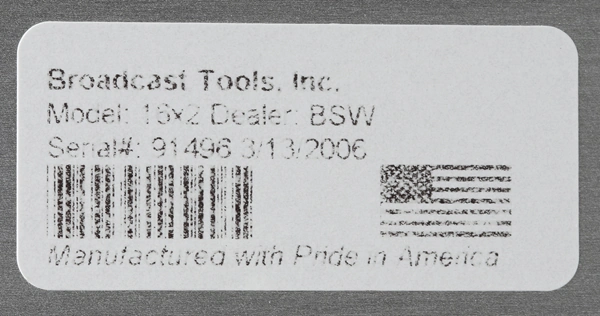 Broadcast Tools, Inc.
Model: 16x2 Dealer: BSW
Serial#: 91496 3/13/2006
Manufactured with Pride in America